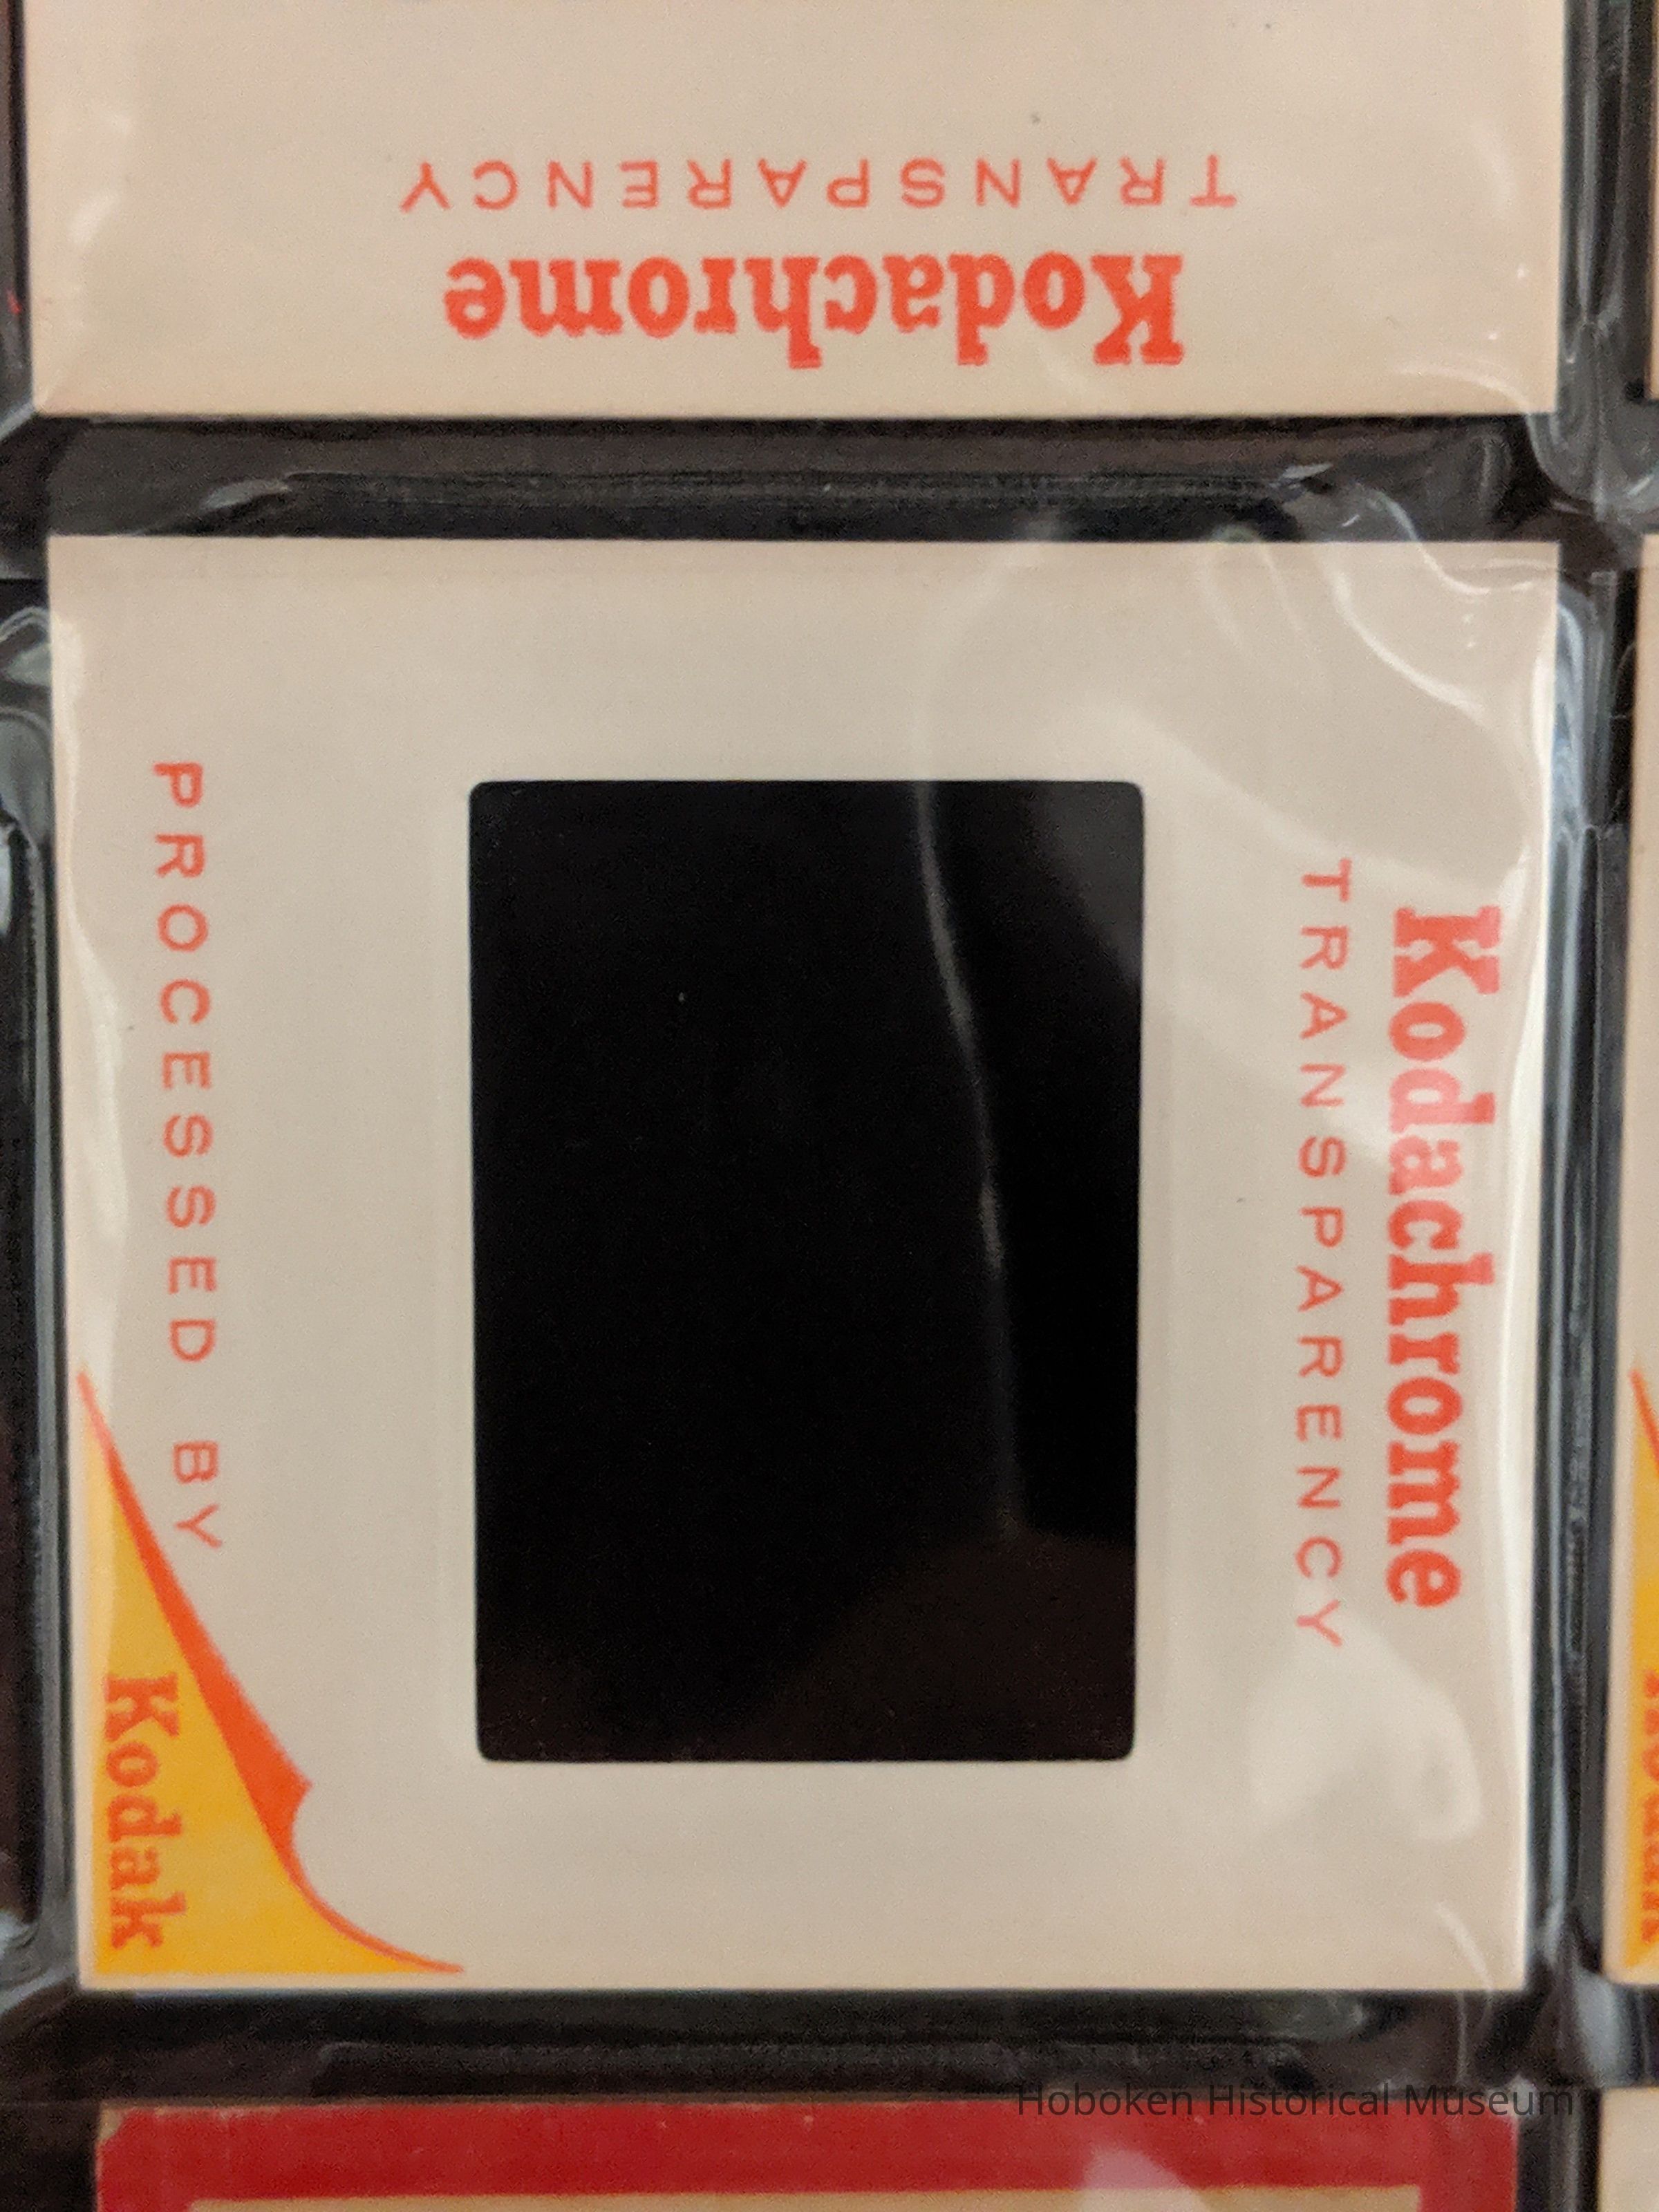 Kodachrome
TRANSPARENCY
Kodachrome
TRANSPARENCY
PROCESSED BY
Kodak
Hoboken Historical Museum